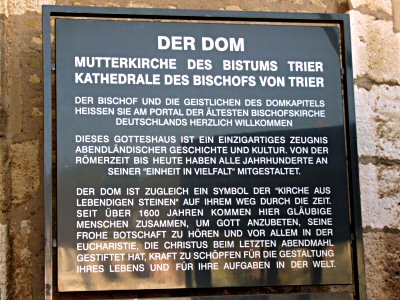 DER DOM
MUTTERKIRCHE DES BISTUMS TRIER
KATHEDRALE DES BISCHOFS VON TRIER
DER BISCHOF UND DIE GEISTLICHEN DES DOMKAPITELS
HEISSEN SIE AM PORTAL DER ÄLTESTEN BISCHOFSKIRCHE
DEUTSCHLANDS HERZLICH WILLKOMMEN
DIESES GOTTESHAUS IST EIN EINZIGARTIGES ZEUGNIS
ABENDLÄNDISCHER GESCHICHTE UND KULTUR. VON DER
RÖMERZEIT BIS HEUTE HABEN ALLE JAHRHUNDERTE AN
SEINER "EINHEIT IN VIELFALT" MITGESTALTET.
DER DOM IST ZUGLEICH EIN SYMBOL DER "KIRCHE AUS
LEBENDIGEN STEINEN" AUF IHREM WEG DURCH DIE ZEIT.
SEIT ÜBER 1600 JAHREN KOMMEN HIER GLÄUBIGE
MENSCHEN ZUSAMMEN, UM GOTT ANZUBETEN, SEINE
FROHE BOTSCHAFT ZU HÖREN UND VOR ALLEM IN DER
EUCHARISTIE, DIE CHRISTUS BEIM LETZTEN ABENDMAHL
GESTIFTET HAT, KRAFT ZU SCHÖPFEN FÜR DIE GESTALTUNG
IHRES LEBENS UND FÜR IHRE AUFGABEN IN DER WELT.